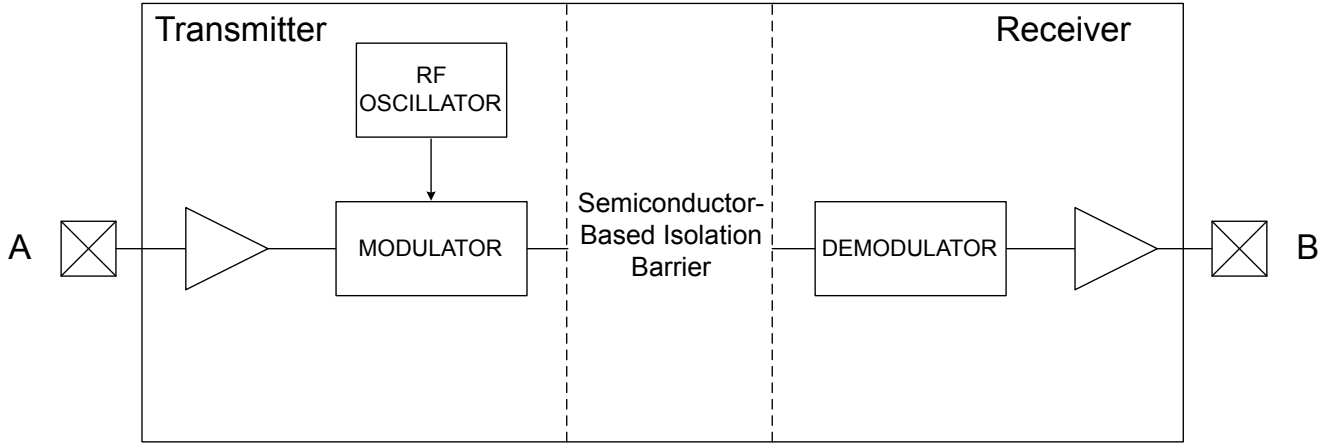 Transmitter
Receiver
RF
OSCILLATOR
A
MODULATOR
Semiconductor-
Based Isolation
Barrier
DEMODULATOR
B